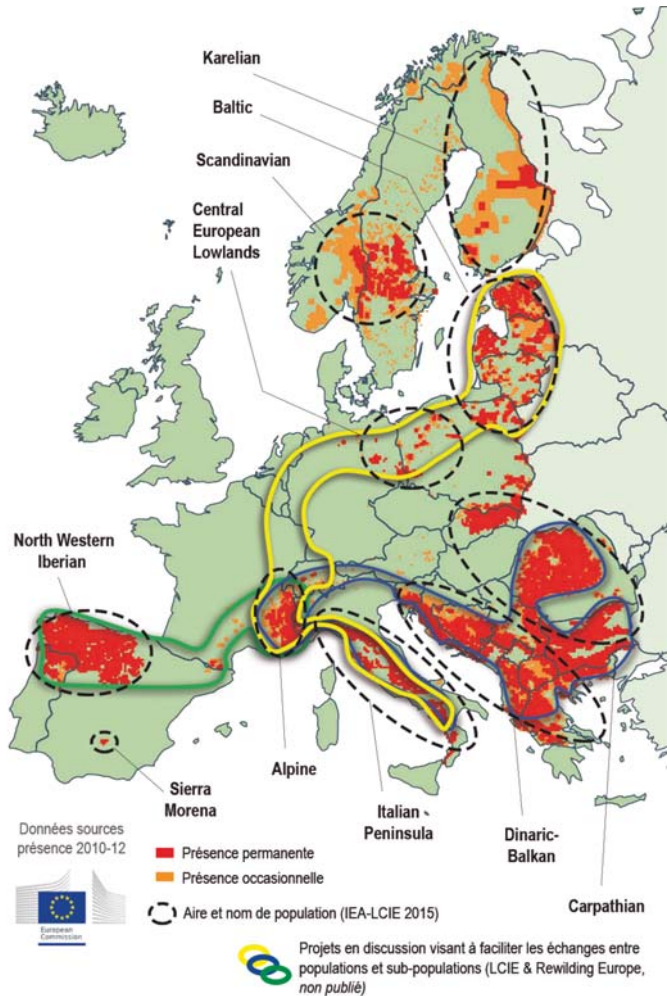 Karelian
Baltic
Scandinavian
Central
European
Lowlands
North Western
Iberian
Sierra
Morena
Alpine
Italian
Peninsula
Dinaric-
Balkan
Carpathian
Données sources
présence 2010-12
European
Commission
Présence permanente
Présence occasionnelle
Aire et nom de population (IEA-LCIE 2015)
Projets en discussion visant à faciliter les échanges entre
populations et sub-populations (LCIE & Rewilding Europe,
non publié)